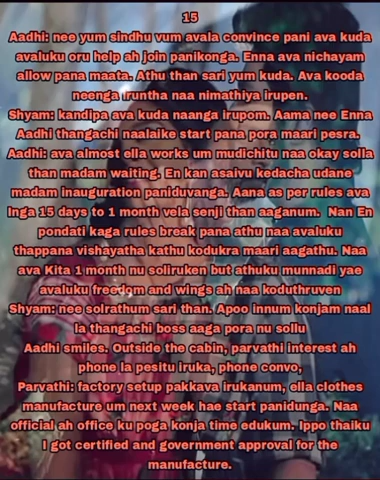 15
Aadhi: nee yum sindhu vum avala convince pani ava kuda
avaluku oru help ah join panikonga. Enna ava nichayam
allow pana maata. Athu than sari yum kuda. Ava kooda
neenga iruntha naa nimathiya irupen.
Shyam: kandipa ava kuda naanga irupom. Aama nee Enna
Aadhi thangachi naalaike start pana pora maari pesra.
Aadhi: ava almost ella works um mudichitu naa okay solla
than madam waiting. En kan asaivu kedacha udane
madam inauguration paniduvanga. Aana as per rules ava
Inga 15 days to 1 month vela senji than aaganum. Nan En
pondati kaga rules break pana athu naa avaluku
thappana vishayatha kathu kodukra maari aagathu. Naa
ava Kita 1 month nu soliruken but athuku munnadi yae
avaluku freedom and wings ah naa koduthruven
Shyam: nee solrathum sari than. Apoo innum konjam naal
la thangachi boss aaga pora nu sollu
Aadhi smiles. Outside the cabin, parvathi interest ah
phone la pesitu iruka, phone convo,
Parvathi: factory setup pakkava irukanum, ella clothes
manufacture um next week hae start panidunga. Naa
official ah office ku poga konja time edukum. Ippo thaiku
I got certified and government approval for the
manufacture.